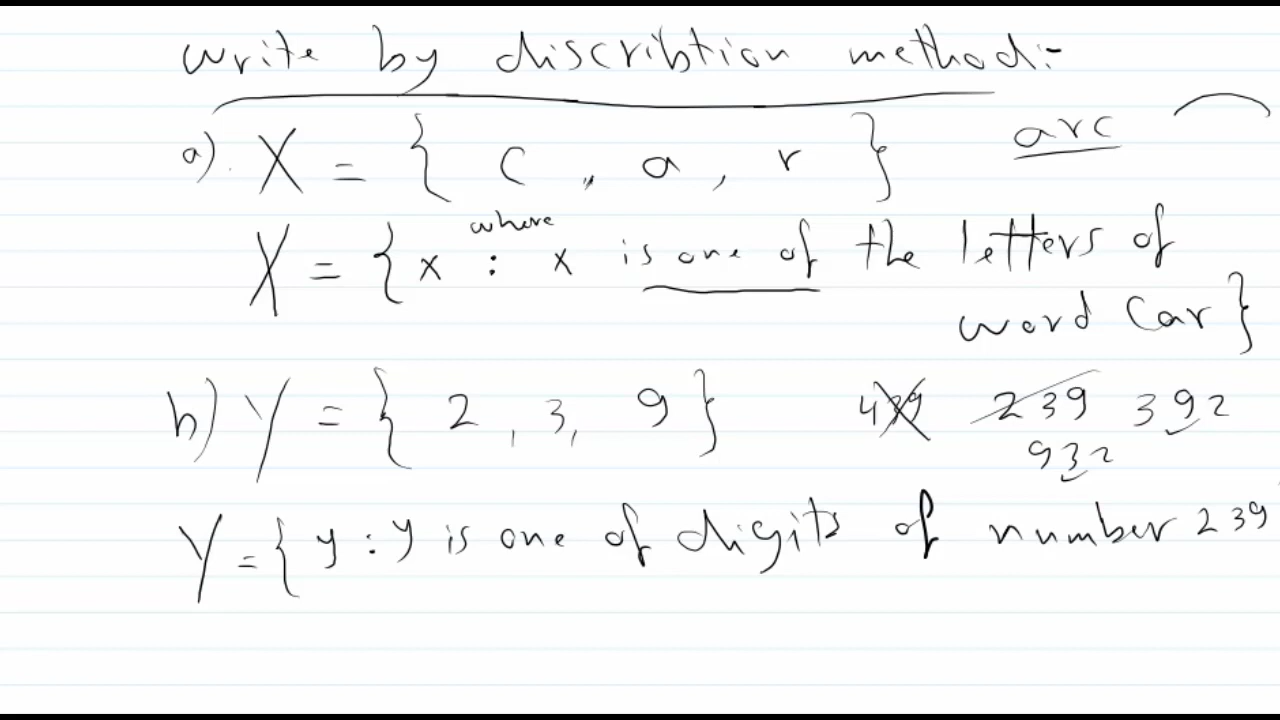 write by discribtion method:-
a) X = { c , a , r } arc
where
X = { x : x is one of the letters of
word Car }
b) Y = { 2 , 3 , 9 } 439 239 392
932
Y = { y : y is one of digits of number 239